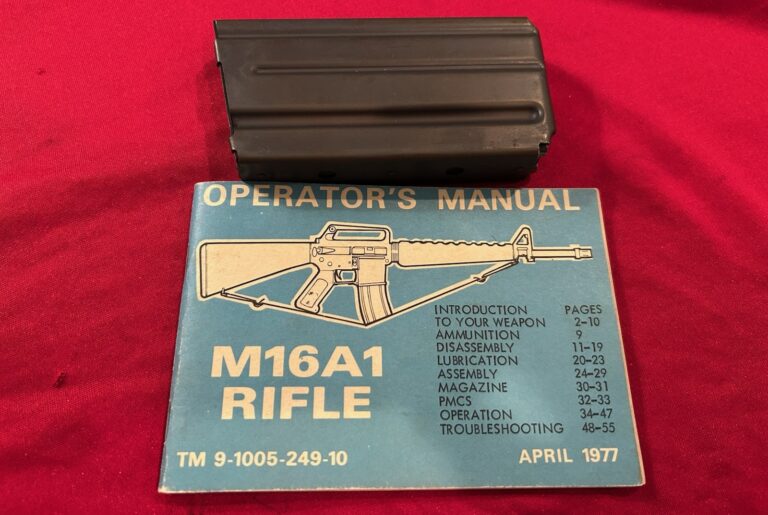 OPERATOR'S MANUAL
INTRODUCTION PAGES
TO YOUR WEAPON 2-10
AMMUNITION 9
DISASSEMBLY 11-19
LUBRICATION 20-23
ASSEMBLY 24-29
MAGAZINE 30-31
PMCS 32-33
OPERATION 34-47
TROUBLESHOOTING 48-55
M16A1
RIFLE
TM 9-1005-249-10 APRIL 1977